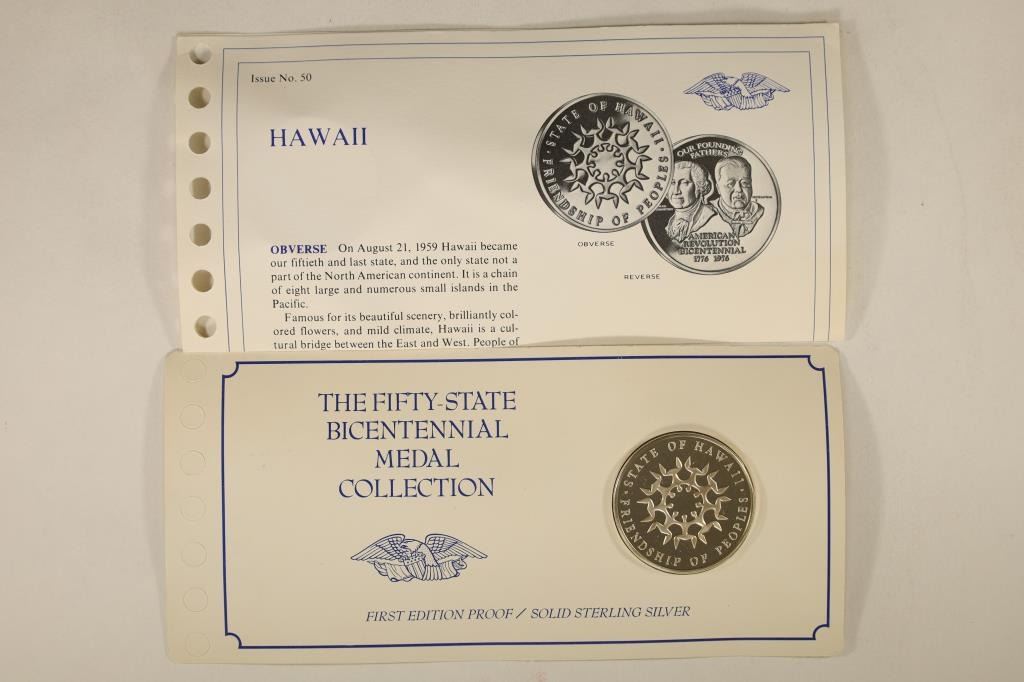 Issue No. 50
HAWAII
OBVERSE On August 21, 1959 Hawaii became
our fiftieth and last state, and the only state not a
part of the North American continent. It is a chain
of eight large and numerous small islands in the
Pacific.
Famous for its beautiful scenery, brilliantly col-
ored flowers, and mild climate, Hawaii is a cul-
tural bridge between the East and West. People of
· STATE OF HAWAII ·
FRIENDSHIP OF PEOPLES
OBVERSE
OUR FOUNDING
FATHERS
AMERICAN
REVOLUTION
BICENTENNIAL
1776 1976
REVERSE
THE FIFTY-STATE
BICENTENNIAL
MEDAL
COLLECTION
· STATE OF HAWAII ·
FRIENDSHIP OF PEOPLES
FIRST EDITION PROOF / SOLID STERLING SILVER